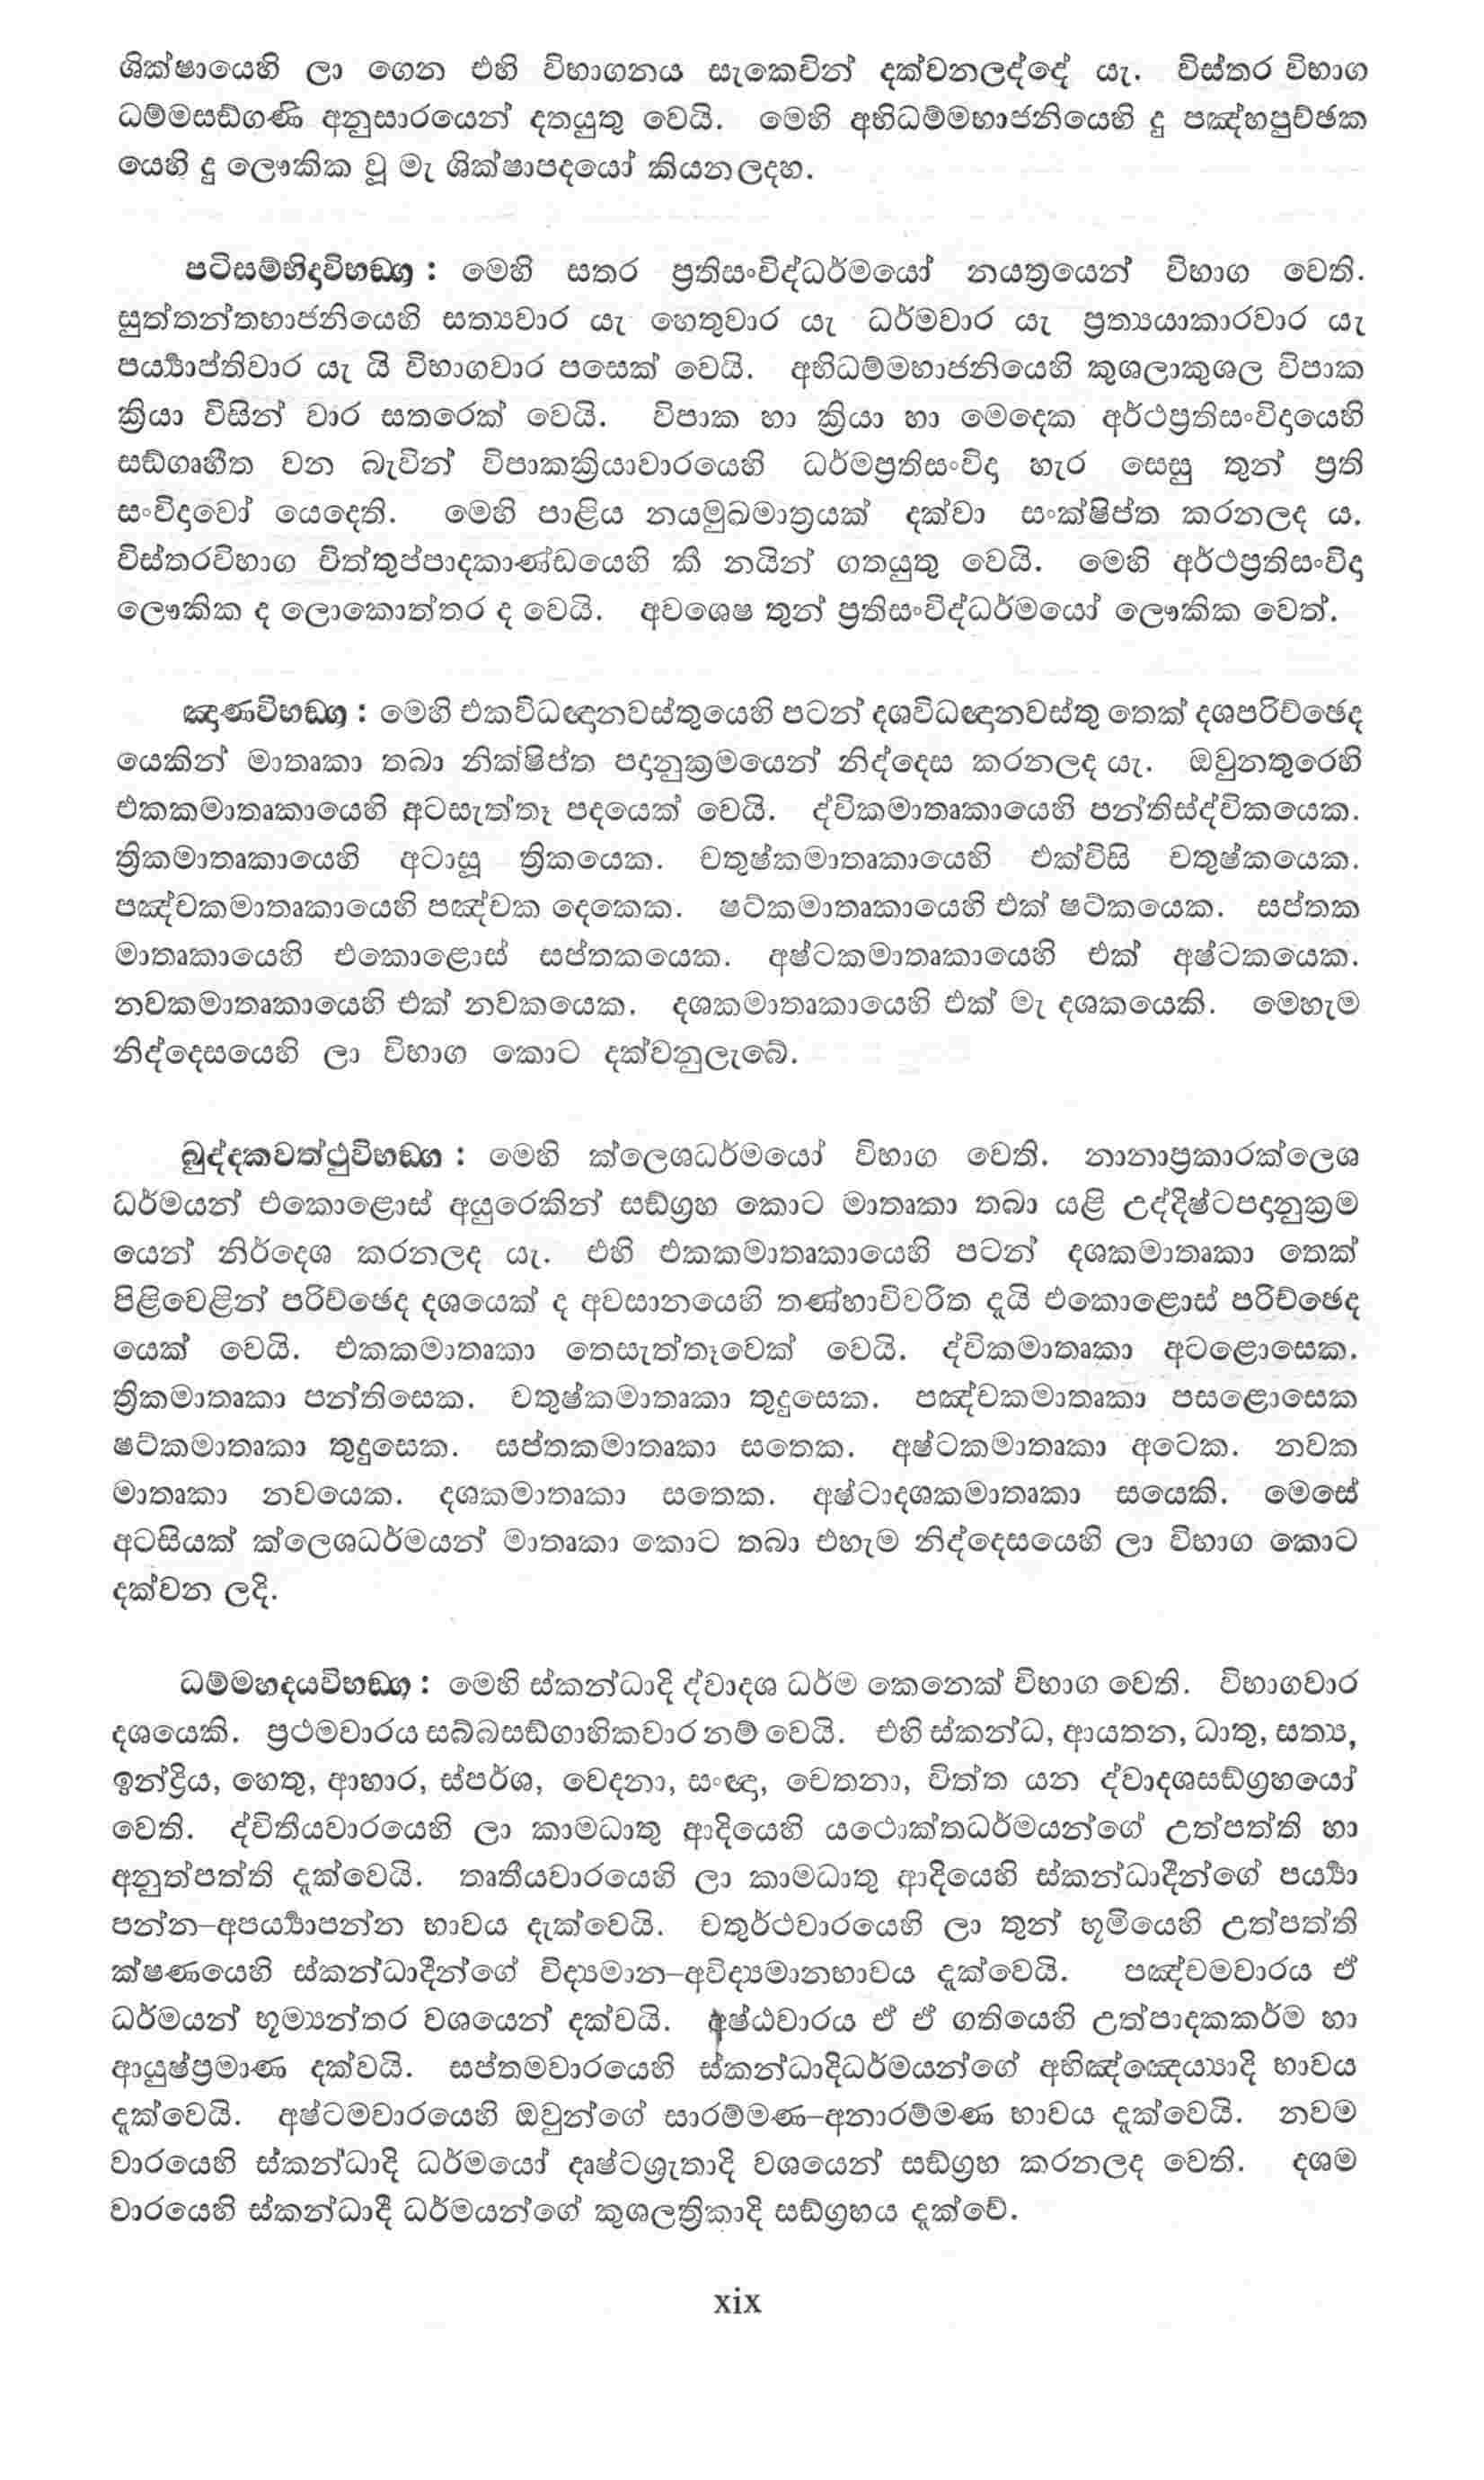 ශික්ෂායෙහි ලා ගෙන එහි විභාගනය සැකෙවින් දක්වනලද්දේ යැ. විස්තර විභාග
ධම්මසඞ්ගණි අනුසාරයෙන් දතයුතු වෙයි. මෙහි අභිධම්මභාජනියෙහි ද පඤ්හපුච්ඡක
යෙහි ද ලෞකික වූ මැ ශික්ෂාපදයෝ කියනලදහ.
පටිසම්භිදාවිභඞ්ග : මෙහි සතර ප්‍රතිසංවිද්ධර්මයෝ නයත්‍රයෙන් විභාග වෙති.
සුත්තන්තභාජනියෙහි සත්‍යවාර යැ හෙතුවාර යැ ධර්මවාර යැ ප්‍රත්‍යයාකාරවාර යැ
පර්‍ය්‍යාප්තිවාර යැ යි විභාගවාර පසෙක් වෙයි. අභිධම්මභාජනියෙහි කුශලාකුශල විපාක
ක්‍රියා විසින් වාර සතරෙක් වෙයි. විපාක හා ක්‍රියා හා මෙදෙක අර්ථප්‍රතිසංවිදායෙහි
සඞ්ගෘහීත වන බැවින් විපාකක්‍රියාවාරයෙහි ධර්මප්‍රතිසංවිදා හැර සෙසු තුන් ප්‍රති
සංවිදාවෝ යෙදෙති. මෙහි පාළිය නයමුඛමාත්‍රයක් දක්වා සංක්ෂිප්ත කරනලද ය.
විස්තරවිභාග චිත්තුප්පාදකාණ්ඩයෙහි කී නයින් ගතයුතු වෙයි. මෙහි අර්ථප්‍රතිසංවිදා
ලෞකික ද ලොකොත්තර ද වෙයි. අවශෙෂ තුන් ප්‍රතිසංවිද්ධර්මයෝ ලෞකික වෙත්.
ඤාණවිභඞ්ග : මෙහි එකවිධඥානවස්තුයෙහි පටන් දශවිධඥානවස්තු තෙක් දශපරිච්ඡෙද
යෙකින් මාතෘකා තබා නික්ෂිප්ත පදානුක්‍රමයෙන් නිද්දෙස කරනලද යැ. ඔවුනතුරෙහි
එකකමාතෘකායෙහි අටසැත්තෑ පදයෙක් වෙයි. ද්විකමාතෘකායෙහි පන්තිස්ද්විකයෙක.
ත්‍රිකමාතෘකායෙහි අටාසූ ත්‍රිකයෙක. චතුෂ්කමාතෘකායෙහි එක්විසි චතුෂ්කයෙක.
පඤ්චකමාතෘකායෙහි පඤ්චක දෙකෙක. ෂට්කමාතෘකායෙහි එක් ෂට්කයෙක. සප්තක
මාතෘකායෙහි එකොළොස් සප්තකයෙක. අෂ්ටකමාතෘකායෙහි එක් අෂ්ටකයෙක.
නවකමාතෘකායෙහි එක් නවකයෙක. දශකමාතෘකායෙහි එක් මැ දශකයෙකි. මෙහැම
නිද්දෙසයෙහි ලා විභාග කොට දක්වනුලැබේ.
ඛුද්දකවත්ථුවිභඞ්ග : මෙහි ක්ලෙශධර්මයෝ විභාග වෙති. නානාප්‍රකාරක්ලෙශ
ධර්මයන් එකොළොස් අයුරෙකින් සඞ්ග්‍රහ කොට මාතෘකා තබා යළි උද්දිෂ්ටපදානුක්‍රම
යෙන් නිර්දෙශ කරනලද යැ. එහි එකකමාතෘකායෙහි පටන් දශකමාතෘකා තෙක්
පිළිවෙළින් පරිච්ඡෙද දශයෙක් ද අවසානයෙහි තණ්හාවිචරිත දැයි එකොළොස් පරිච්ඡෙද
යෙක් වෙයි. එකකමාතෘකා තෙසැත්තෑවෙක් වෙයි. ද්විකමාතෘකා අටළොසෙක.
ත්‍රිකමාතෘකා පන්තිසෙක. චතුෂ්කමාතෘකා තුදුසෙක. පඤ්චකමාතෘකා පසළොසෙක
ෂට්කමාතෘකා තුදුසෙක. සප්තකමාතෘකා සතෙක. අෂ්ටකමාතෘකා අටෙක. නවක
මාතෘකා නවයෙක. දශකමාතෘකා සතෙක. අෂ්ටාදශකමාතෘකා සයෙකි. මෙසේ
අටසියක් ක්ලෙශධර්මයන් මාතෘකා කොට තබා එහැම නිද්දෙසයෙහි ලා විභාග කොට
දක්වන ලදි.
ධම්මහදයවිභඞ්ග : මෙහි ස්කන්ධාදි ද්වාදශ ධර්ම කෙනෙක් විභාග වෙති. විභාගවාර
දශයෙකි. ප්‍රථමවාරය සබ්බසඞ්ගාහිකවාර නම් වෙයි. එහි ස්කන්ධ, ආයතන, ධාතු, සත්‍ය,
ඉන්ද්‍රිය, හෙතු, ආහාර, ස්පර්ශ, වෙදනා, සංඥා, චෙතනා, චිත්ත යන ද්වාදශසඞ්ග්‍රහයෝ
වෙති. ද්විතීයවාරයෙහි ලා කාමධාතු ආදියෙහි යථොක්තධර්මයන්ගේ උත්පත්ති හා
අනුත්පත්ති දැක්වෙයි. තෘතීයවාරයෙහි ලා කාමධාතු ආදියෙහි ස්කන්ධාදීන්ගේ පර්‍ය්‍යා
පන්න–අපර්‍ය්‍යාපන්න භාවය දැක්වෙයි. චතුර්ථවාරයෙහි ලා තුන් භූමියෙහි උත්පත්ති
ක්ෂණයෙහි ස්කන්ධාදීන්ගේ විද්‍යමාන–අවිද්‍යමානභාවය දැක්වෙයි. පඤ්චමවාරය ඒ
ධර්මයන් භූම්‍යන්තර වශයෙන් දක්වයි. ෂෂ්ඨවාරය ඒ ඒ ගතියෙහි උත්පාදකකර්ම හා
ආයුෂ්ප්‍රමාණ දක්වයි. සප්තමවාරයෙහි ස්කන්ධාදිධර්මයන්ගේ අභිඤ්ඤෙය්‍යාදි භාවය
දැක්වෙයි. අෂ්ටමවාරයෙහි ඔවුන්ගේ සාරම්මණ–අනාරම්මණ භාවය දැක්වෙයි. නවම
වාරයෙහි ස්කන්ධාදි ධර්මයෝ දෘෂ්ටශ්‍රැතාදි වශයෙන් සඞ්ග්‍රහ කරනලද වෙති. දශම
වාරයෙහි ස්කන්ධාදී ධර්මයන්ගේ කුශලත්‍රිකාදි සඞ්ග්‍රහය දැක්වේ.
xix